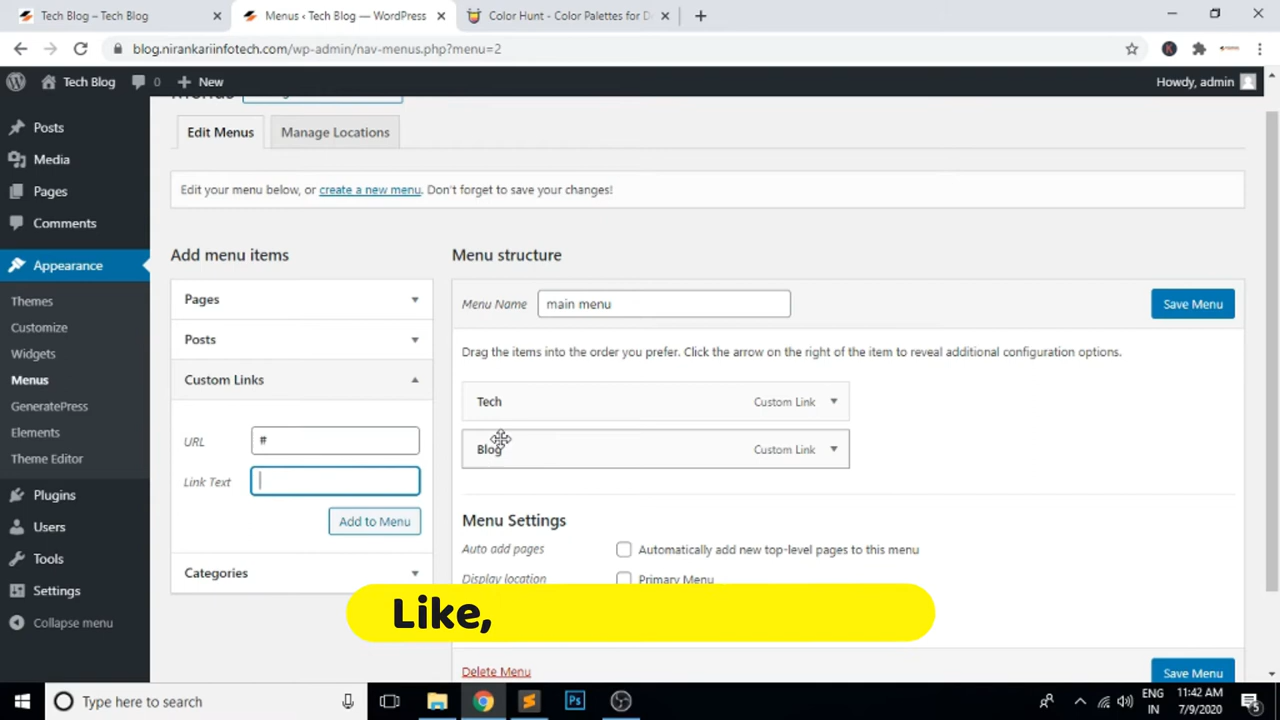 Tech Blog – Tech Blog
Menus ‹ Tech Blog — WordPress
Color Hunt - Color Palettes for D
blog.nirankariinfotech.com/wp-admin/nav-menus.php?menu=2
Tech Blog
0
New
Howdy, admin
Posts
Media
Pages
Comments
Appearance
Themes
Customize
Widgets
Menus
GeneratePress
Elements
Theme Editor
Plugins
Users
Tools
Settings
Collapse menu
Menus
Edit Menus
Manage Locations
Edit your menu below, or create a new menu. Don't forget to save your changes!
Add menu items
Pages
Posts
Custom Links
URL
#
Link Text
Add to Menu
Categories
Menu structure
Menu Name
main menu
Save Menu
Drag the items into the order you prefer. Click the arrow on the right of the item to reveal additional configuration options.
Tech
Custom Link
Blog
Custom Link
Menu Settings
Auto add pages
Automatically add new top-level pages to this menu
Display location
Primary Menu
Like,
Delete Menu
Save Menu
Type here to search
ENG
IN
11:42 AM
7/9/2020
5